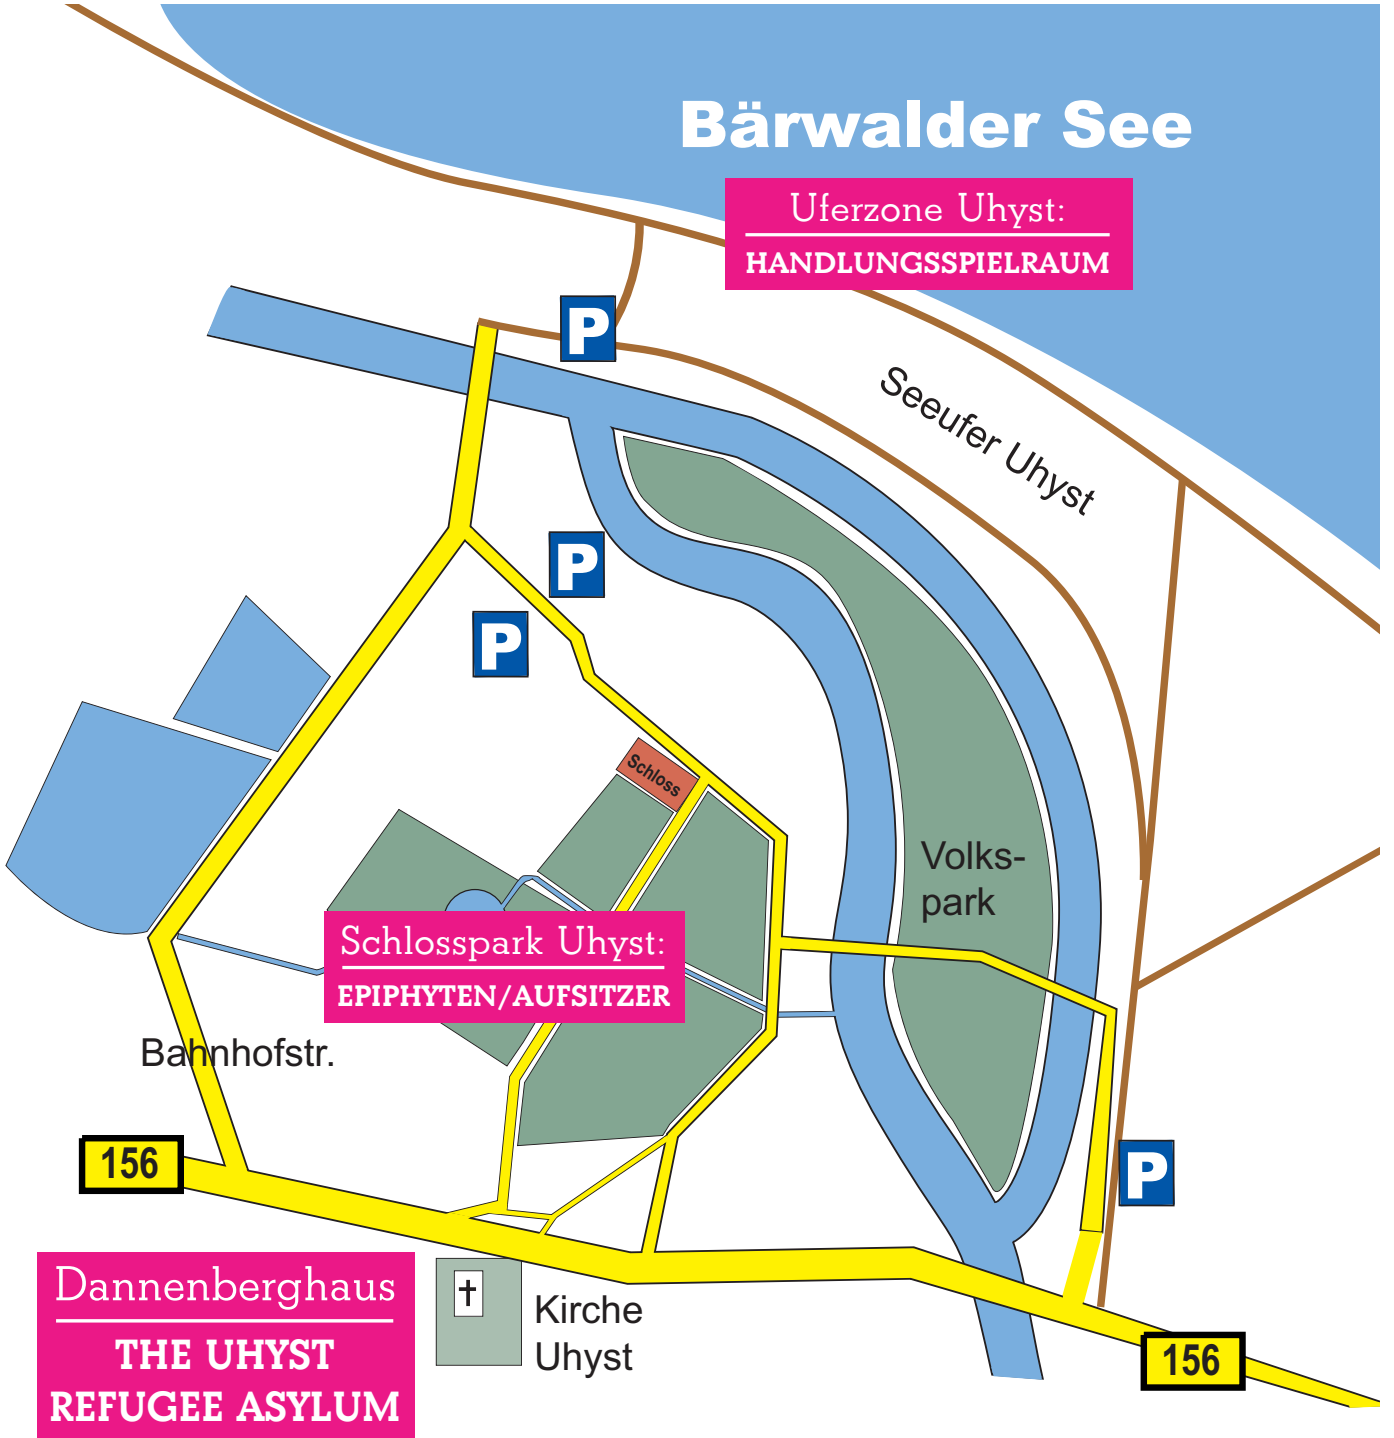 Bärwalder See
Uferzone Uhyst:
HANDLUNGSSPIELRAUM
P
Seeufer Uhyst
P
P
Schloss
Volks-
park
Schlosspark Uhyst:
EPIPHYTEN/AUFSITZER
Bahnhofstr.
156
P
Dannenberghaus
THE UHYST
REFUGEE ASYLUM
Kirche
Uhyst
156